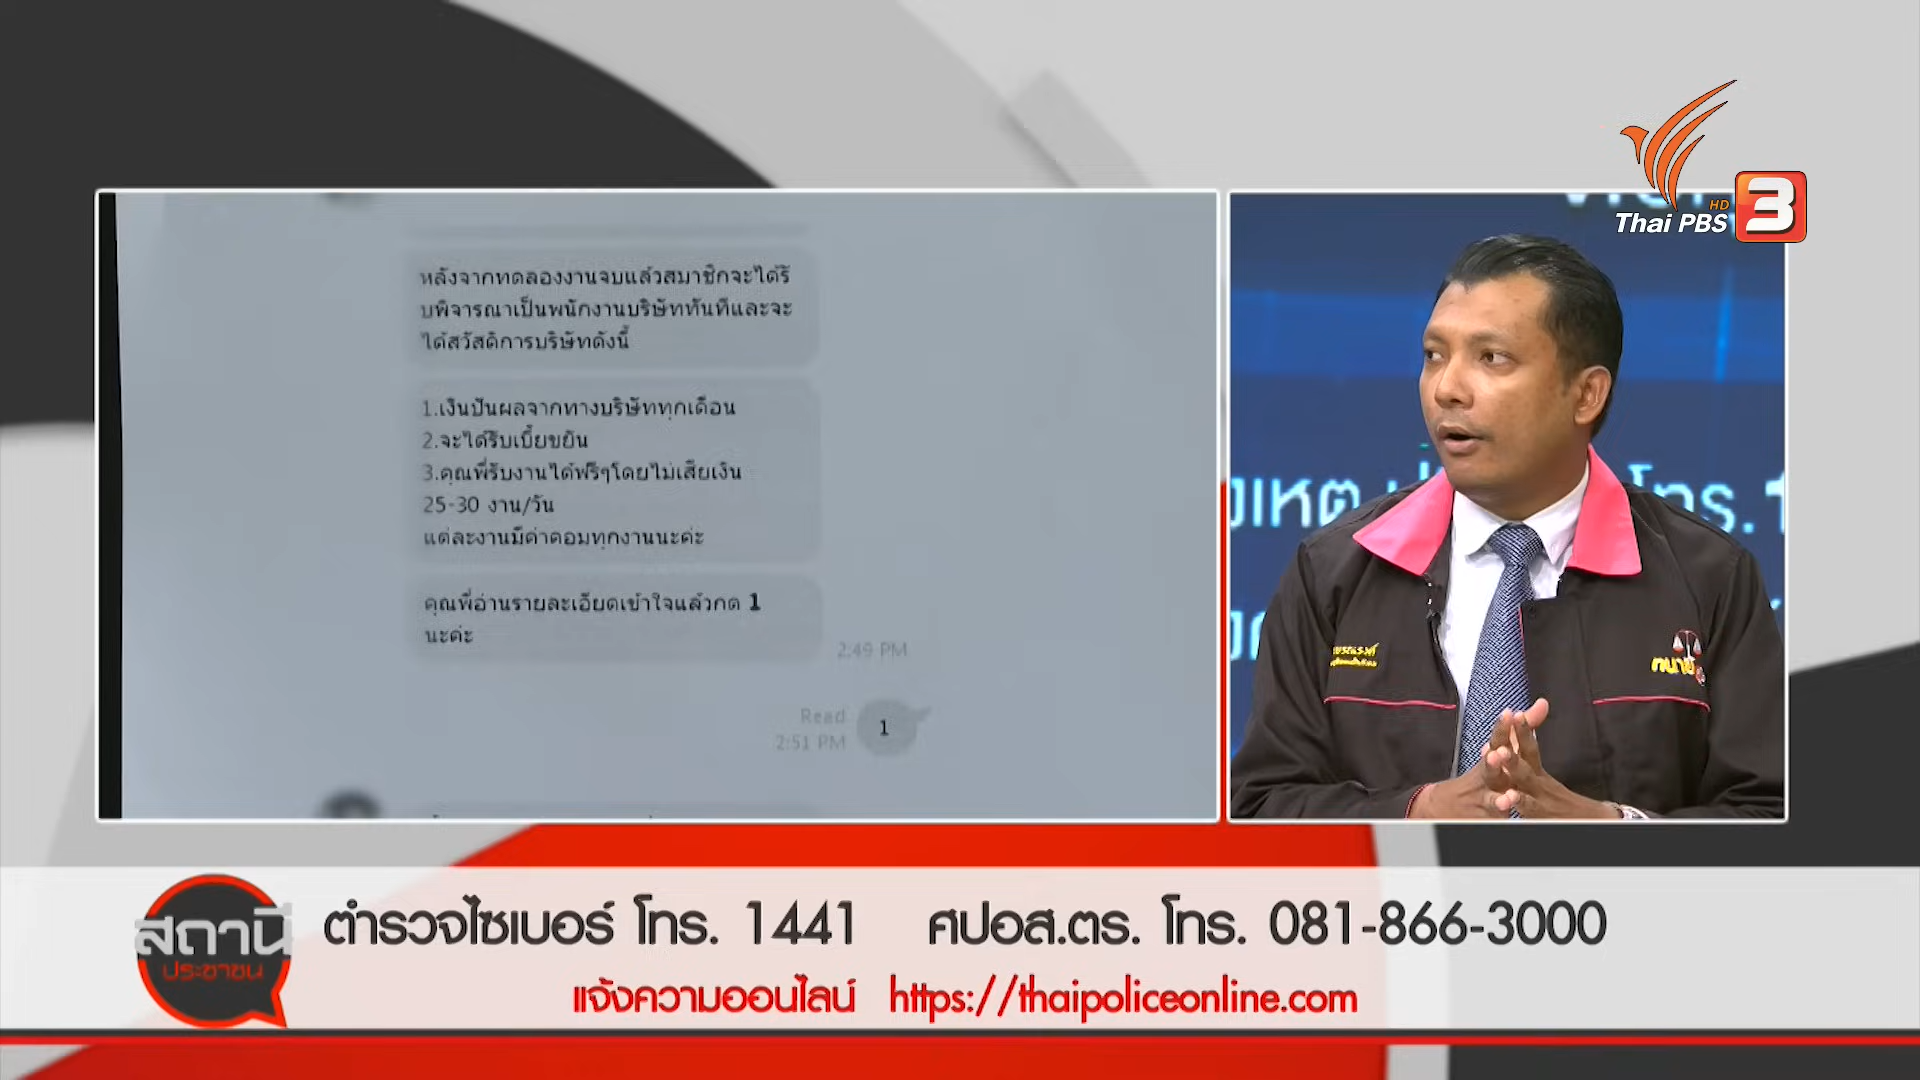 HD
Thai PBS 3
หลังจากทดลองงานจบแล้วสมาชิกจะได้รั
บพิจารณาเป็นพนักงานบริษัททันทีและจะ
ได้สวัสดิการบริษัทดังนี้
1.เงินปันผลจากทางบริษัททุกเดือน
2.จะได้รับเบี้ยขยัน
3.คุณพี่รับงานได้ฟรีๆโดยไม่เสียเงิน
25-30 งาน/วัน
แต่ละงานมีค่าคอมทุกงานนะค่ะ
คุณพี่อ่านรายละเอียดเข้าใจแล้วกด 1
นะค่ะ
2:49 PM
Read
2:51 PM
1
โทร.
ทนาย
สถานี
ประชาชน
ตำรวจไซเบอร์ โทร. 1441 ศปอส.ตร. โทร. 081-866-3000
แจ้งความออนไลน์ https://thaipoliceonline.com